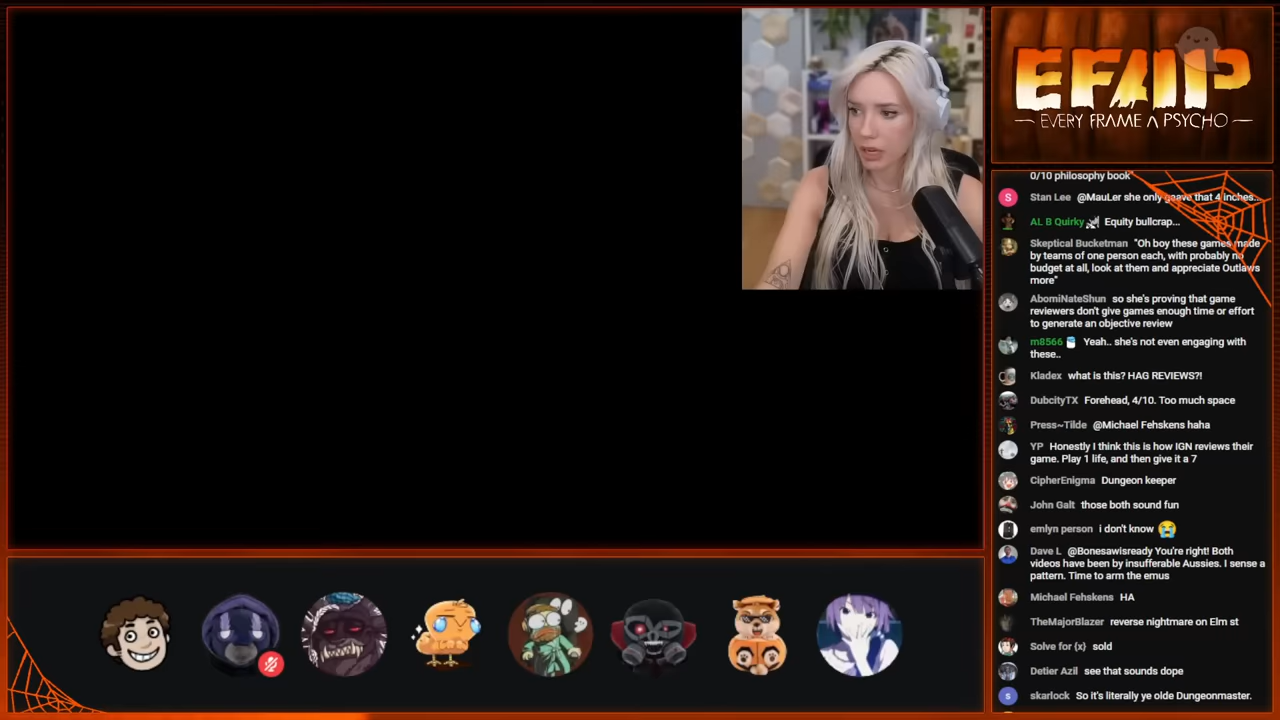 EFAP
EVERY FRAME A PSYCHO
0/10 philosophy book"
Stan Lee @MauLer she only gaave that 4 inches...
AL B Quirky Equity bullcrap...
Skeptical Bucketman "Oh boy these games made
by teams of one person each, with probably no
budget at all, look at them and appreciate Outlaws
more"
AbomiNateShun so she's proving that game
reviewers don't give games enough time or effort
to generate an objective review
m8566 Yeah.. she's not even engaging with
these..
Kladex what is this? HAG REVIEWS?!
DubcityTX Forehead, 4/10. Too much space
Press~Tilde @Michael Fehskens haha
YP Honestly I think this is how IGN reviews their
game. Play 1 life, and then give it a 7
CipherEnigma Dungeon keeper
John Galt those both sound fun
emlyn person i don't know
Dave L @Bonesawisready You're right! Both
videos have been by insufferable Aussies. I sense a
pattern. Time to arm the emus
Michael Fehskens HA
TheMajorBlazer reverse nightmare on Elm st
Solve for {x} sold
Detier Azil see that sounds dope
S
skarlock So it's literally ye olde Dungeonmaster.
s